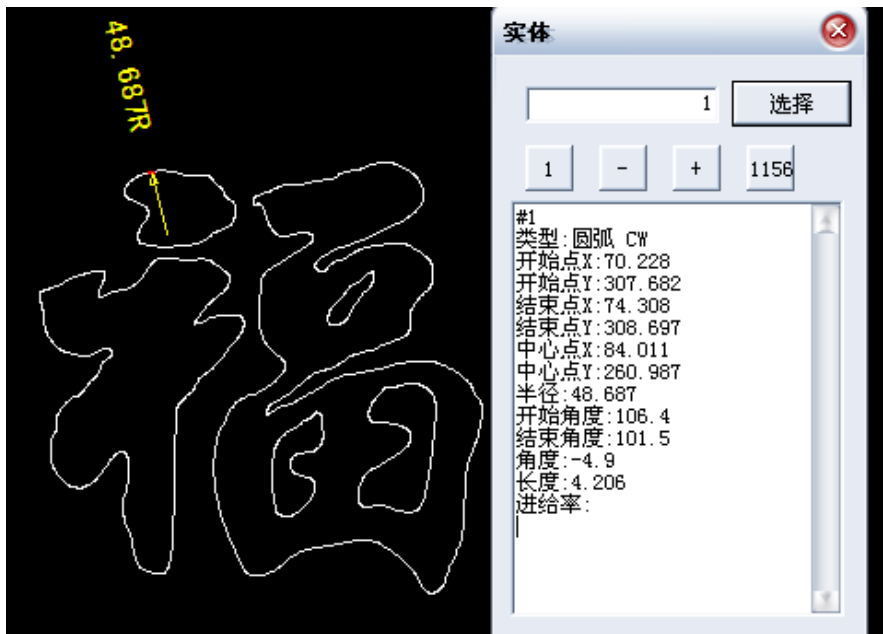 48.687R
福
实体
1
选择
1 - + 1156
#1
类型:圆弧 CW
开始点X:70.228
开始点Y:307.682
结束点X:74.308
结束点Y:308.697
中心点X:84.011
中心点Y:260.987
半径:48.687
开始角度:106.4
结束角度:101.5
角度:-4.9
长度:4.206
进给率: